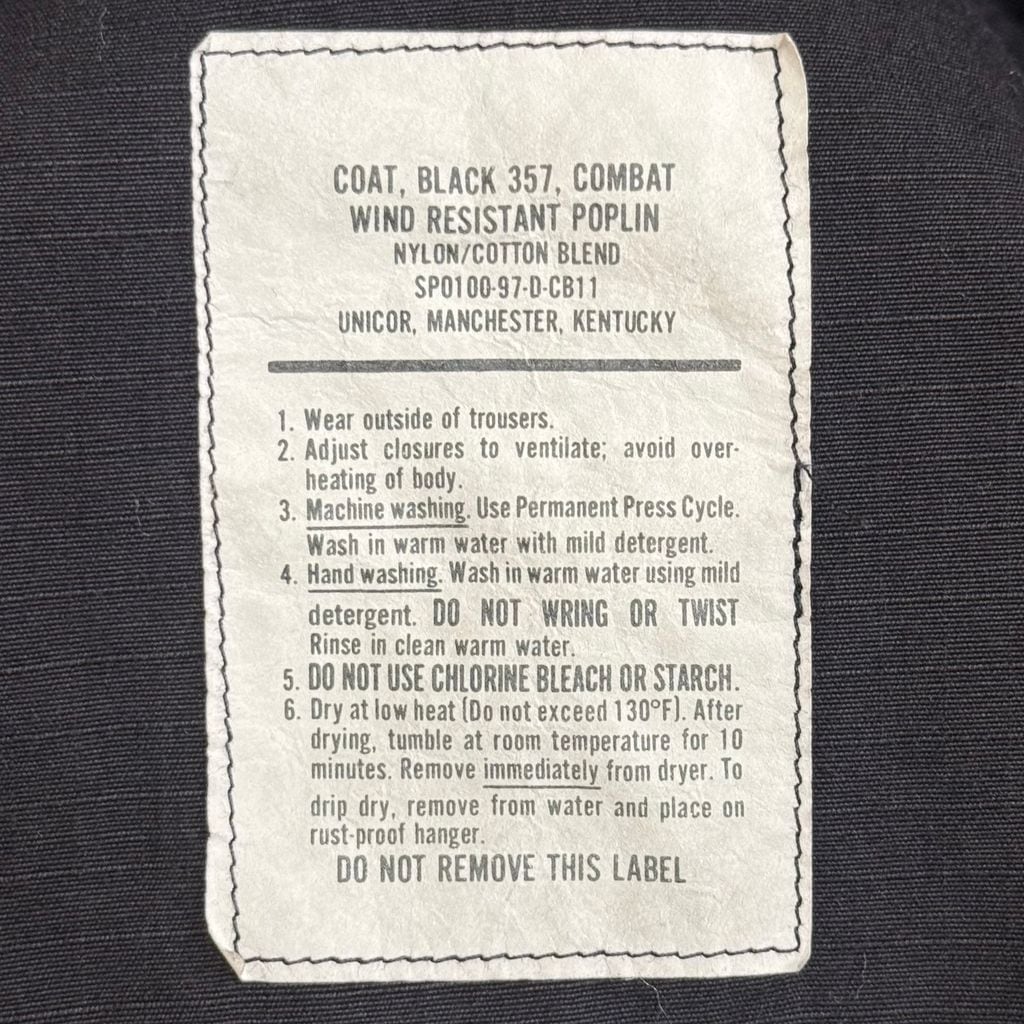 COAT, BLACK 357, COMBAT
WIND RESISTANT POPLIN
NYLON/COTTON BLEND
SPO100-97-D-CB11
UNICOR, MANCHESTER, KENTUCKY
1. Wear outside of trousers.
2. Adjust closures to ventilate; avoid over-
heating of body.
3. Machine washing. Use Permanent Press Cycle.
Wash in warm water with mild detergent.
4. Hand washing. Wash in warm water using mild
detergent. DO NOT WRING OR TWIST
Rinse in clean warm water.
5. DO NOT USE CHLORINE BLEACH OR STARCH.
6. Dry at low heat (Do not exceed 130°F). After
drying, tumble at room temperature for 10
minutes. Remove immediately from dryer. To
drip dry, remove from water and place on
rust-proof hanger.
DO NOT REMOVE THIS LABEL